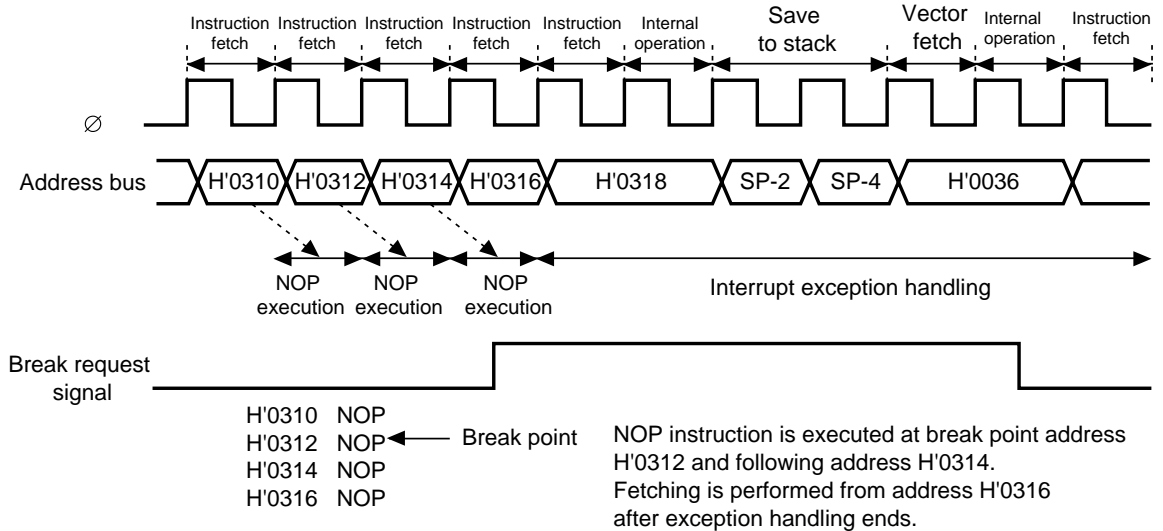 Instruction fetch
Instruction fetch
Instruction fetch
Instruction fetch
Instruction fetch
Internal operation
Save to stack
Vector fetch
Internal operation
Instruction fetch
∅
Address bus
H'0310 H'0312 H'0314 H'0316 H'0318 SP-2 SP-4 H'0036
NOP execution
NOP execution
NOP execution
Interrupt exception handling
Break request
signal
H'0310 NOP
H'0312 NOP Break point
H'0314 NOP
H'0316 NOP
NOP instruction is executed at break point address
H'0312 and following address H'0314.
Fetching is performed from address H'0316
after exception handling ends.